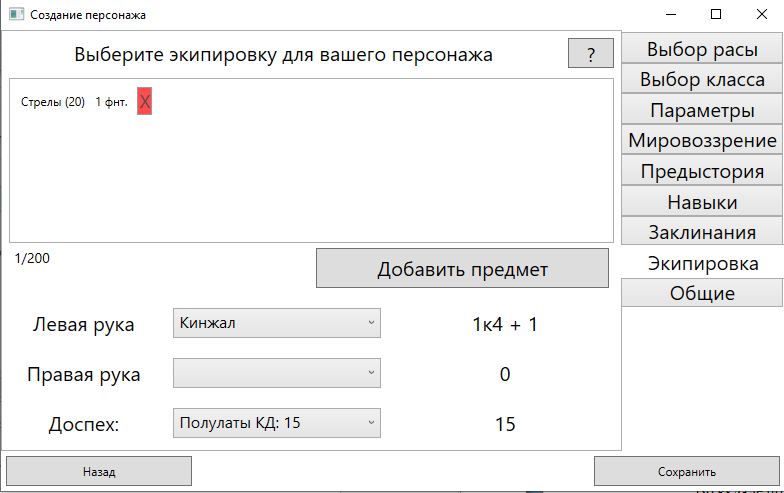 Создание персонажа
Выберите экипировку для вашего персонажа
?
Стрелы (20) 1 фнт. X
1/200
Добавить предмет
Левая рука Кинжал 1к4 + 1
Правая рука 0
Доспех: Полулаты КД: 15 15
Назад
Сохранить
Выбор расы
Выбор класса
Параметры
Мировоззрение
Предыстория
Навыки
Заклинания
Экипировка
Общие